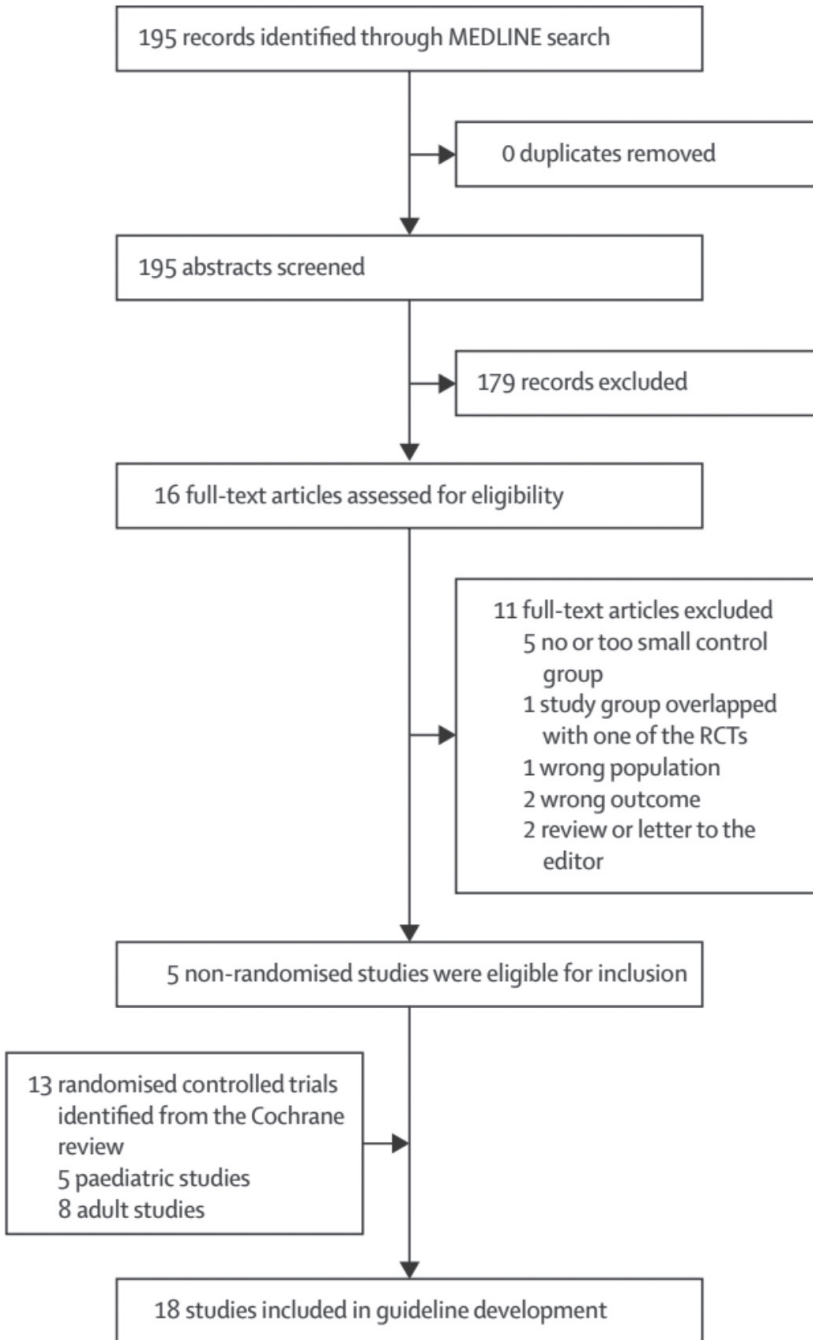 195 records identified through MEDLINE search
0 duplicates removed
195 abstracts screened
179 records excluded
16 full-text articles assessed for eligibility
11 full-text articles excluded
5 no or too small control
group
1 study group overlapped
with one of the RCTs
1 wrong population
2 wrong outcome
2 review or letter to the
editor
5 non-randomised studies were eligible for inclusion
13 randomised controlled trials
identified from the Cochrane
review
5 paediatric studies
8 adult studies
18 studies included in guideline development